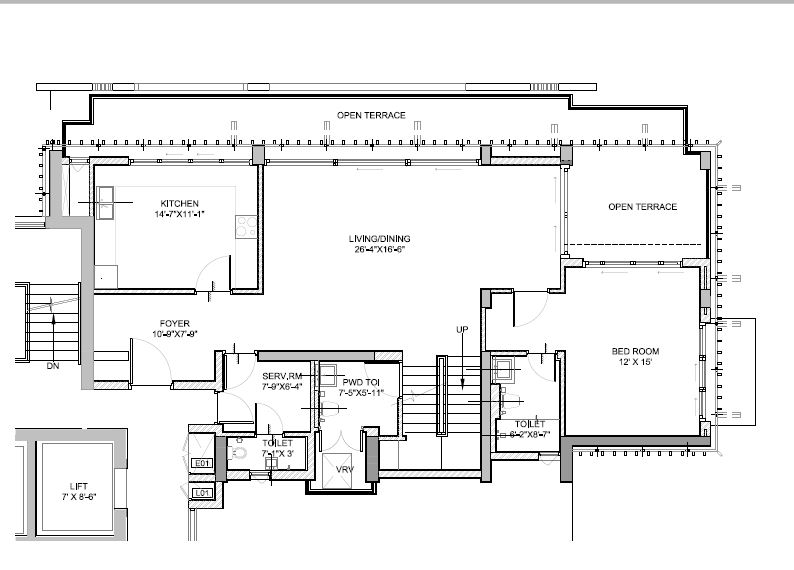 OPEN TERRACE
KITCHEN
14'-7"X11'-1"
OPEN TERRACE
LIVING/DINING
26'-4"X16'-6"
FOYER
10'-9"X7'-9"
UP
DN
BED ROOM
12' X 15'
SERV,RM
7'-9"X6'-4"
PWD TOI
7'-5"X5'-11"
TOILET
6'-2"X8'-7"
TOILET
7'-1"X 3'
E01
VRV
LIFT
7' X 8'-6"
L01